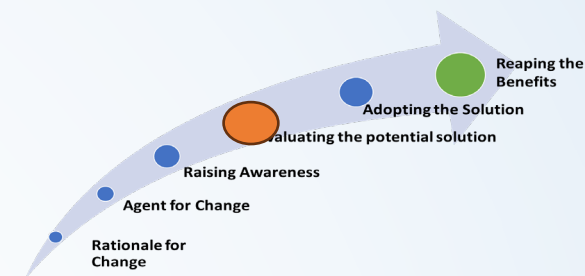 Reaping the
Benefits
Adopting the Solution
valuating the potential solution
Raising Awareness
Agent for Change
Rationale for
Change